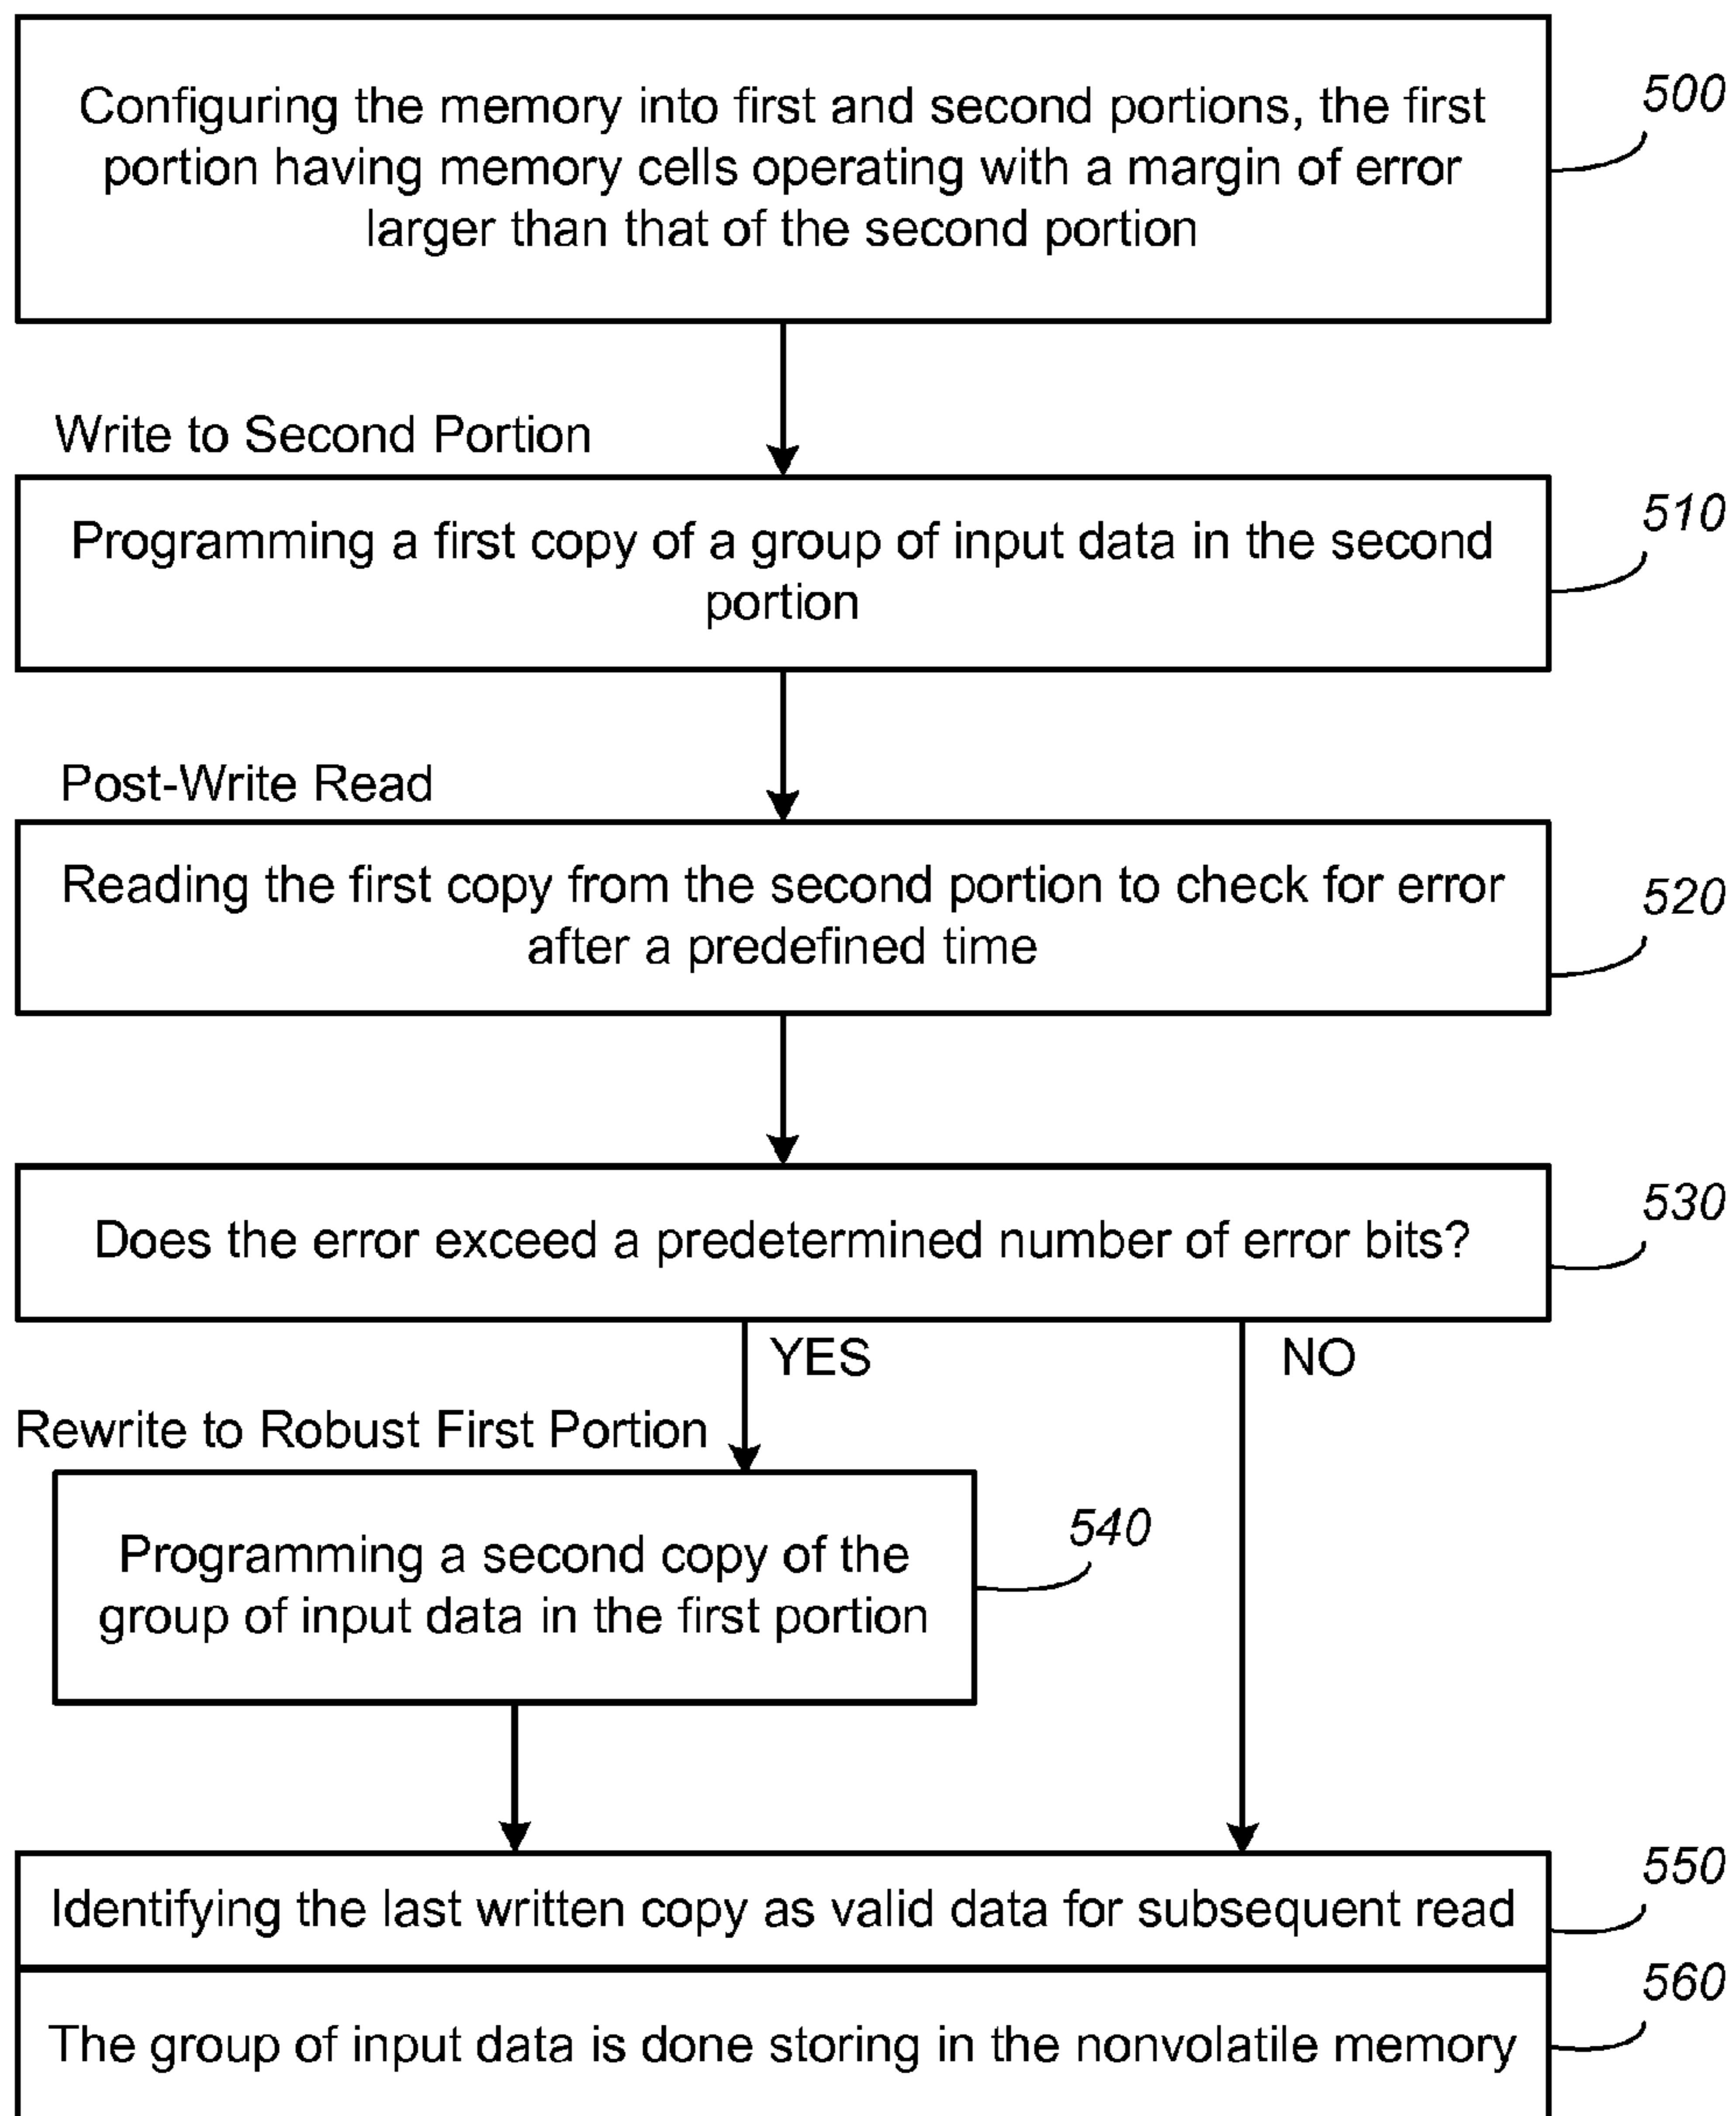 Configuring the memory into first and second portions, the first
portion having memory cells operating with a margin of error
larger than that of the second portion
500
Write to Second Portion
Programming a first copy of a group of input data in the second
portion
510
Post-Write Read
Reading the first copy from the second portion to check for error
after a predefined time
520
Does the error exceed a predetermined number of error bits?
530
YES
NO
Rewrite to Robust First Portion
Programming a second copy of the
group of input data in the first portion
540
Identifying the last written copy as valid data for subsequent read
550
The group of input data is done storing in the nonvolatile memory
560